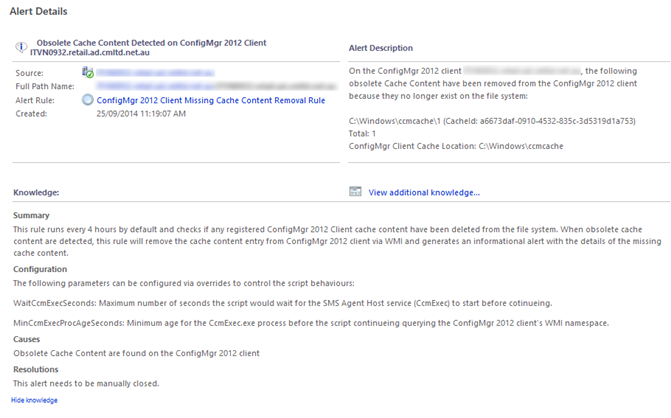 Alert Details
Obsolete Cache Content Detected on ConfigMgr 2012 Client
ITVN0932.retail.ad.cmltd.net.au
Source:
Full Path Name:
Alert Rule: ConfigMgr 2012 Client Missing Cache Content Removal Rule
Created: 25/09/2014 11:19:07 AM
Alert Description
On the ConfigMgr 2012 client , the following
obsolete Cache Content have been removed from the ConfigMgr 2012 client
because they no longer exist on the file system:
C:\Windows\ccmcache\1 (CacheId: a6673daf-0910-4532-835c-3d5319d1a753)
Total: 1
ConfigMgr Client Cache Location: C:\Windows\ccmcache
Knowledge:
View additional knowledge...
Summary
This rule runs every 4 hours by default and checks if any registered ConfigMgr 2012 Client cache content have been deleted from the file system. When obsolete cache
content are detected, this rule will remove the cache content entry from ConfigMgr 2012 client via WMI and generates an informational alert with the details of the missing
cache content.
Configuration
The following parameters can be configured via overrides to control the script behaviours:
WaitCcmExecSeconds: Maximum number of seconds the script would wait for the SMS Agent Host service (CcmExec) to start before cotinueing.
MinCcmExecProcAgeSeconds: Minimum age for the CcmExec.exe process before the script continueing querying the ConfigMgr 2012 client's WMI namespace.
Causes
Obsolete Cache Content are found on the ConfigMgr 2012 client
Resolutions
This alert needs to be manually closed.
Hide knowledge